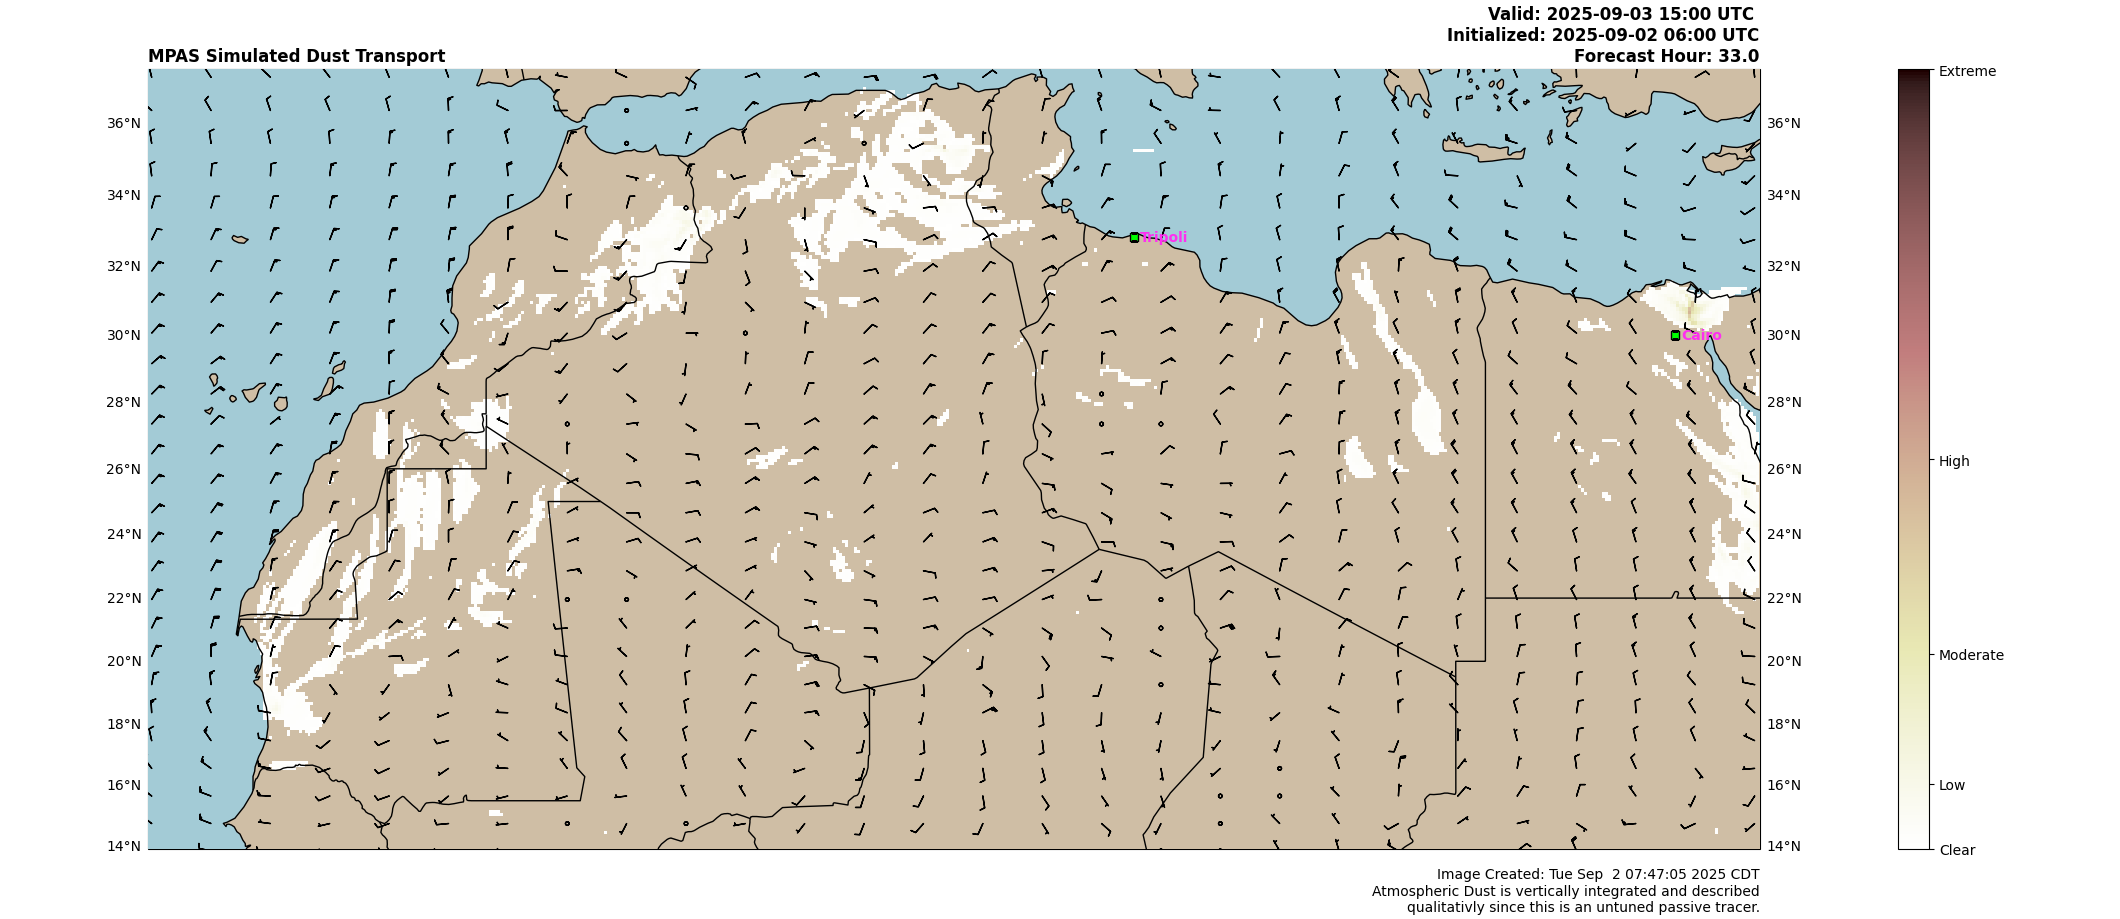 Valid: 2025-09-03 15:00 UTC
Initialized: 2025-09-02 06:00 UTC
MPAS Simulated Dust Transport
Forecast Hour: 33.0
Extreme
36°N
36°N
34°N
34°N
Tripoli
32°N
32°N
30°N
Cairo
30°N
28°N
28°N
26°N
26°N
High
24°N
24°N
22°N
22°N
20°N
20°N
Moderate
18°N
18°N
16°N
16°N
Low
14°N
14°N
Clear
Image Created: Tue Sep  2 07:47:05 2025 CDT
Atmospheric Dust is vertically integrated and described
qualitativly since this is an untuned passive tracer.